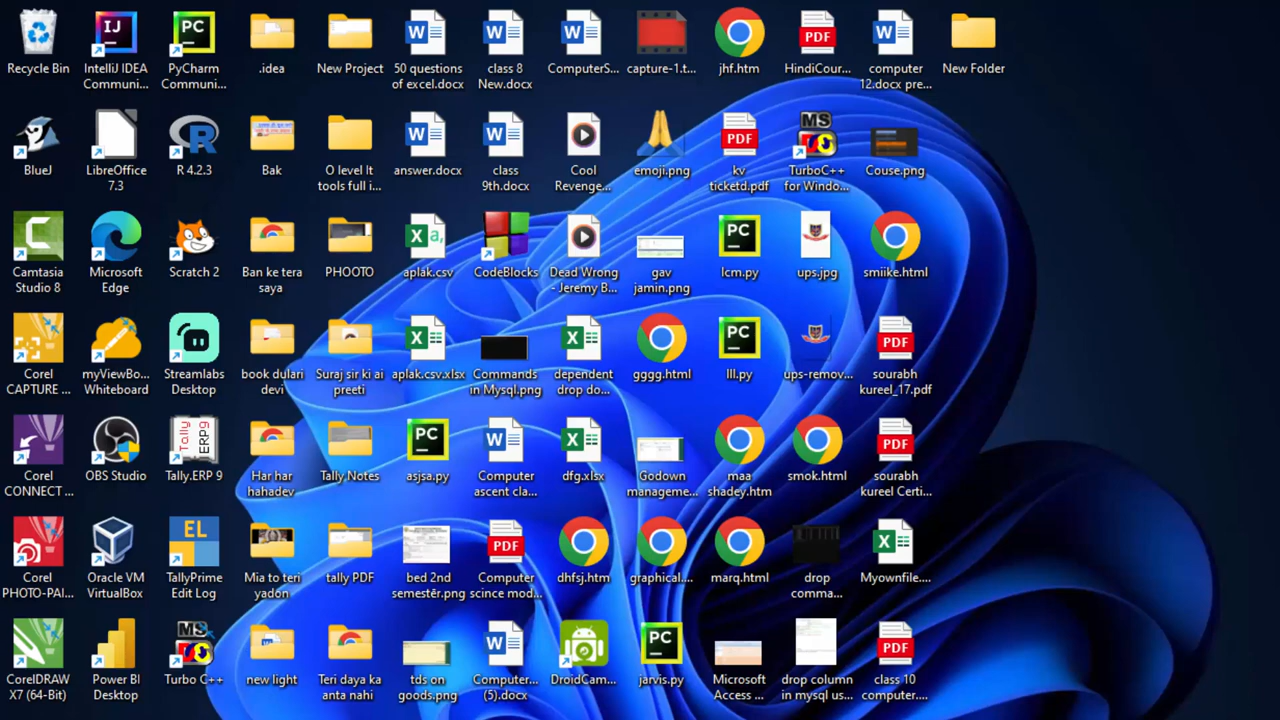 Recycle Bin
IntelliJ IDEA
Communi...
PyCharm
Communi...
.idea
New Project
50 questions
of excel.docx
class 8
New.docx
ComputerS...
capture-1.t...
jhf.htm
HindiCour...
computer
12.docx pre...
New Folder
BlueJ
LibreOffice
7.3
R 4.2.3
Bak
O level It
tools full i...
answer.docx
class
9th.docx
Cool
Revenge...
emoji.png
kv
ticketd.pdf
TurboC++
for Windo...
Couse.png
Camtasia
Studio 8
Microsoft
Edge
Scratch 2
Ban ke tera
saya
PHOOTO
aplak.csv
CodeBlocks
Dead Wrong
- Jeremy B...
gav
jamin.png
lcm.py
ups.jpg
smiike.html
Corel
CAPTURE ...
myViewBo...
Whiteboard
Streamlabs
Desktop
book dulari
devi
Suraj sir ki ai
preeti
aplak.csv.xlsx
Commands
in Mysql.png
dependent
drop do...
gggg.html
lll.py
ups-remov...
sourabh
kureel_17.pdf
Corel
CONNECT ...
OBS Studio
Tally.ERP 9
Har har
hahadev
Tally Notes
asjsa.py
Computer
ascent cla...
dfg.xlsx
Godown
manageme...
maa
shadey.htm
smok.html
sourabh
kureel Certi...
Corel
PHOTO-PAI...
Oracle VM
VirtualBox
TallyPrime
Edit Log
Mia to teri
yadon
tally PDF
bed 2nd
semester.png
Computer
scince mod...
dhfsj.htm
graphical....
marq.html
drop
comma...
Myownfile....
CorelDRAW
X7 (64-Bit)
Power BI
Desktop
Turbo C++
new light
Teri daya ka
anta nahi
tds on
goods.png
Computer...
(5).docx
DroidCam...
jarvis.py
Microsoft
Access ...
drop column
in mysql us...
class 10
computer....